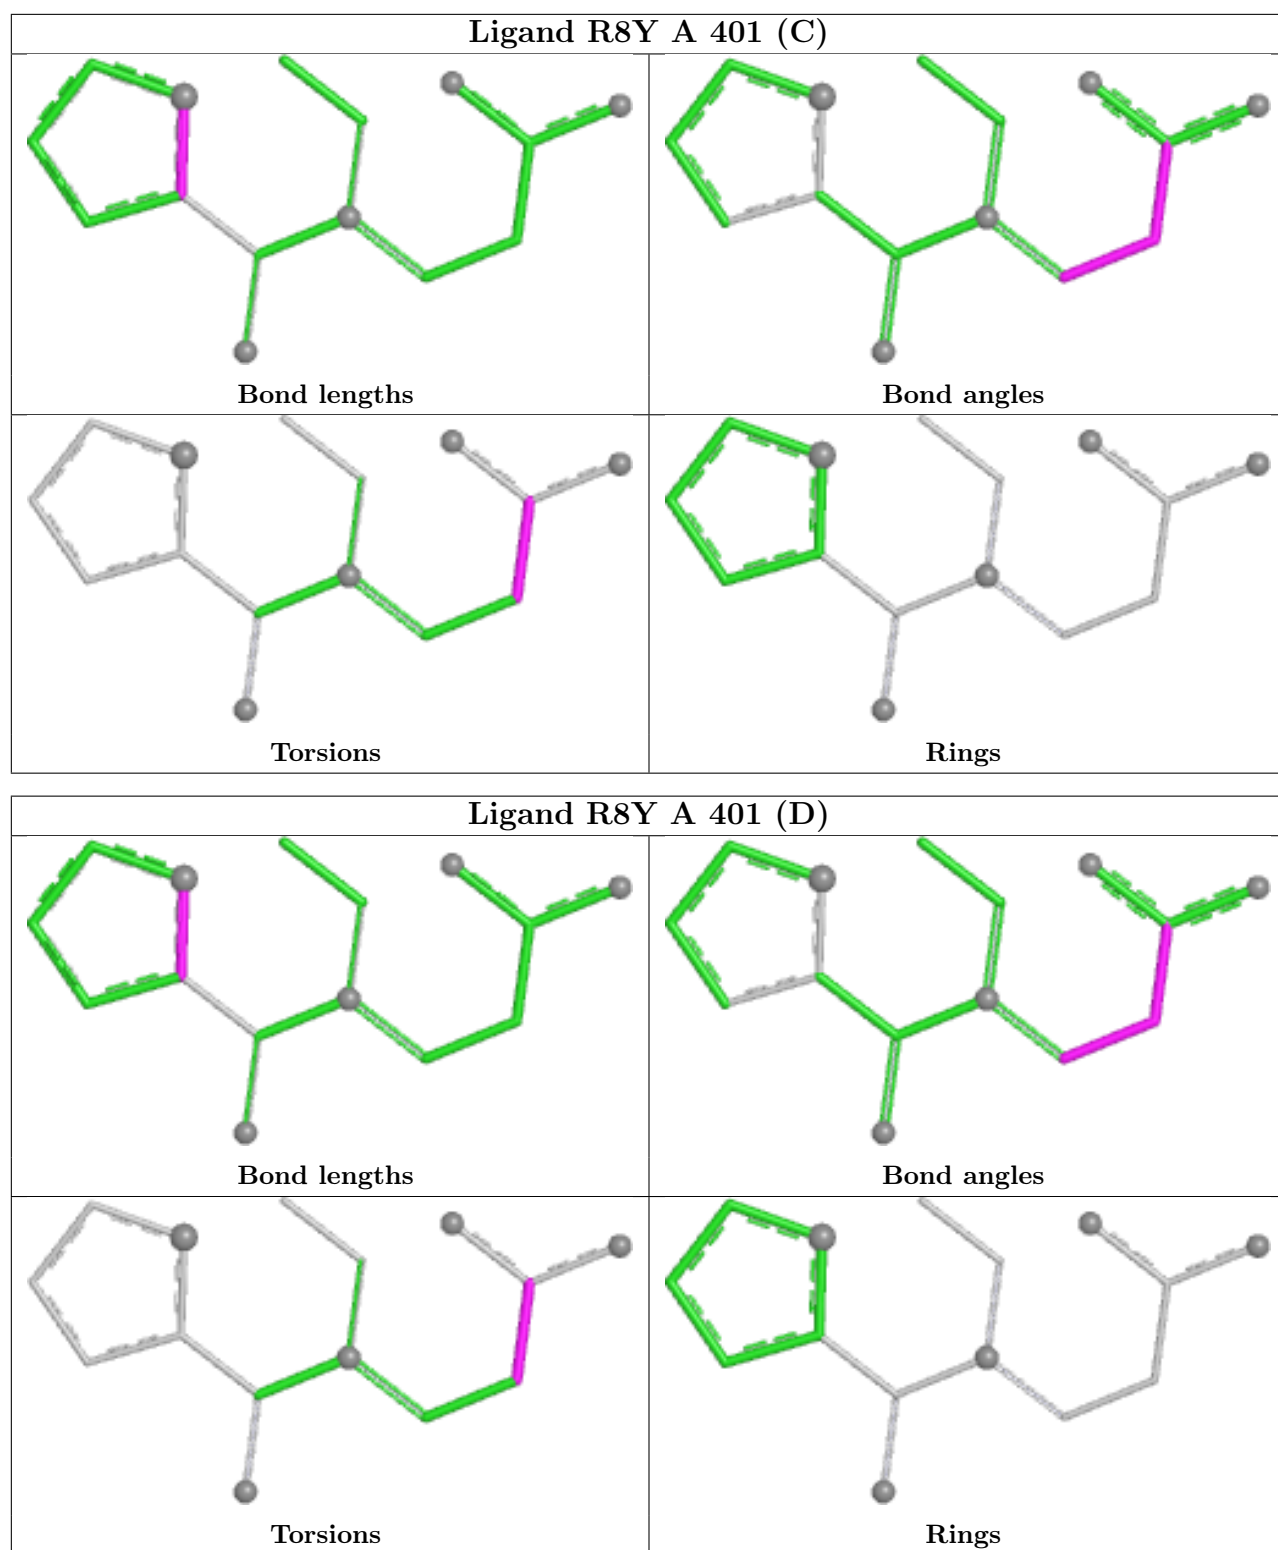 Ligand R8Y A 401 (C)
Bond lengths
Bond angles
Torsions
Rings
Ligand R8Y A 401 (D)
Bond lengths
Bond angles
Torsions
Rings